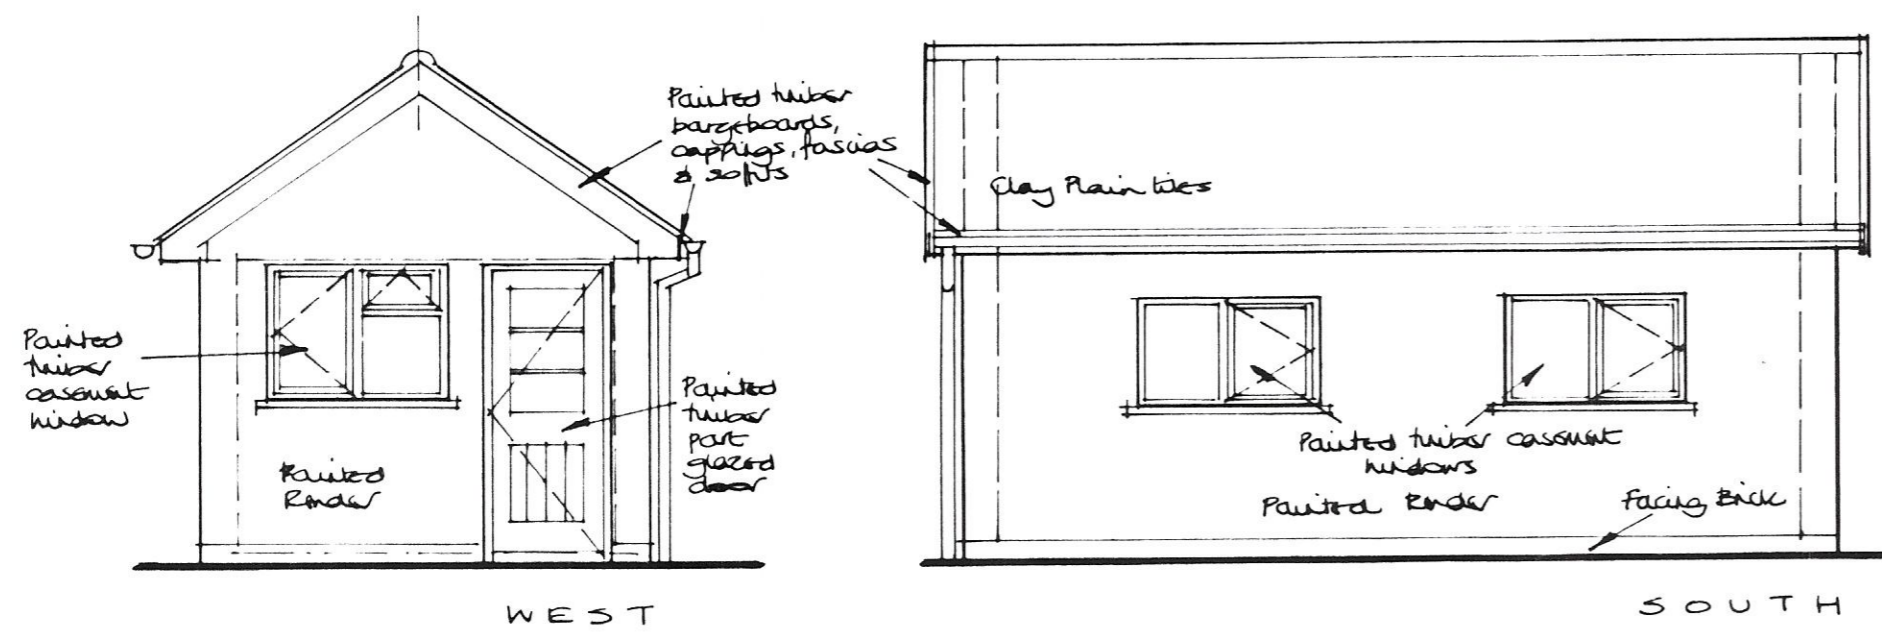 Painted timber
bargeboards,
cappings, fascias
& soffits
Clay Plain tiles
Painted
timber
casement
window
Painted
timber
part
glazed
door
Painted
Render
Painted timber casement
windows
Painted Render
Facing Brick
WEST
SOUTH